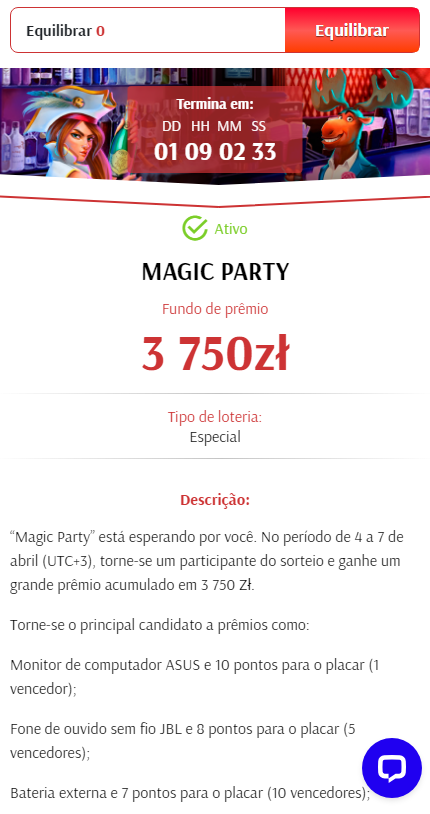 Equilibrar 0
Equilibrar
Termina em:
DD HH MM SS
01 09 02 33
Ativo
MAGIC PARTY
Fundo de prêmio
3 750zł
Tipo de loteria:
Especial
Descrição:
“Magic Party” está esperando por você. No período de 4 a 7 de
abril (UTC+3), torne-se um participante do sorteio e ganhe um
grande prêmio acumulado em 3 750 Zł.
Torne-se o principal candidato a prêmios como:
Monitor de computador ASUS e 10 pontos para o placar (1
vencedor);
Fone de ouvido sem fio JBL e 8 pontos para o placar (5
vencedores);
Bateria externa e 7 pontos para o placar (10 vencedores);